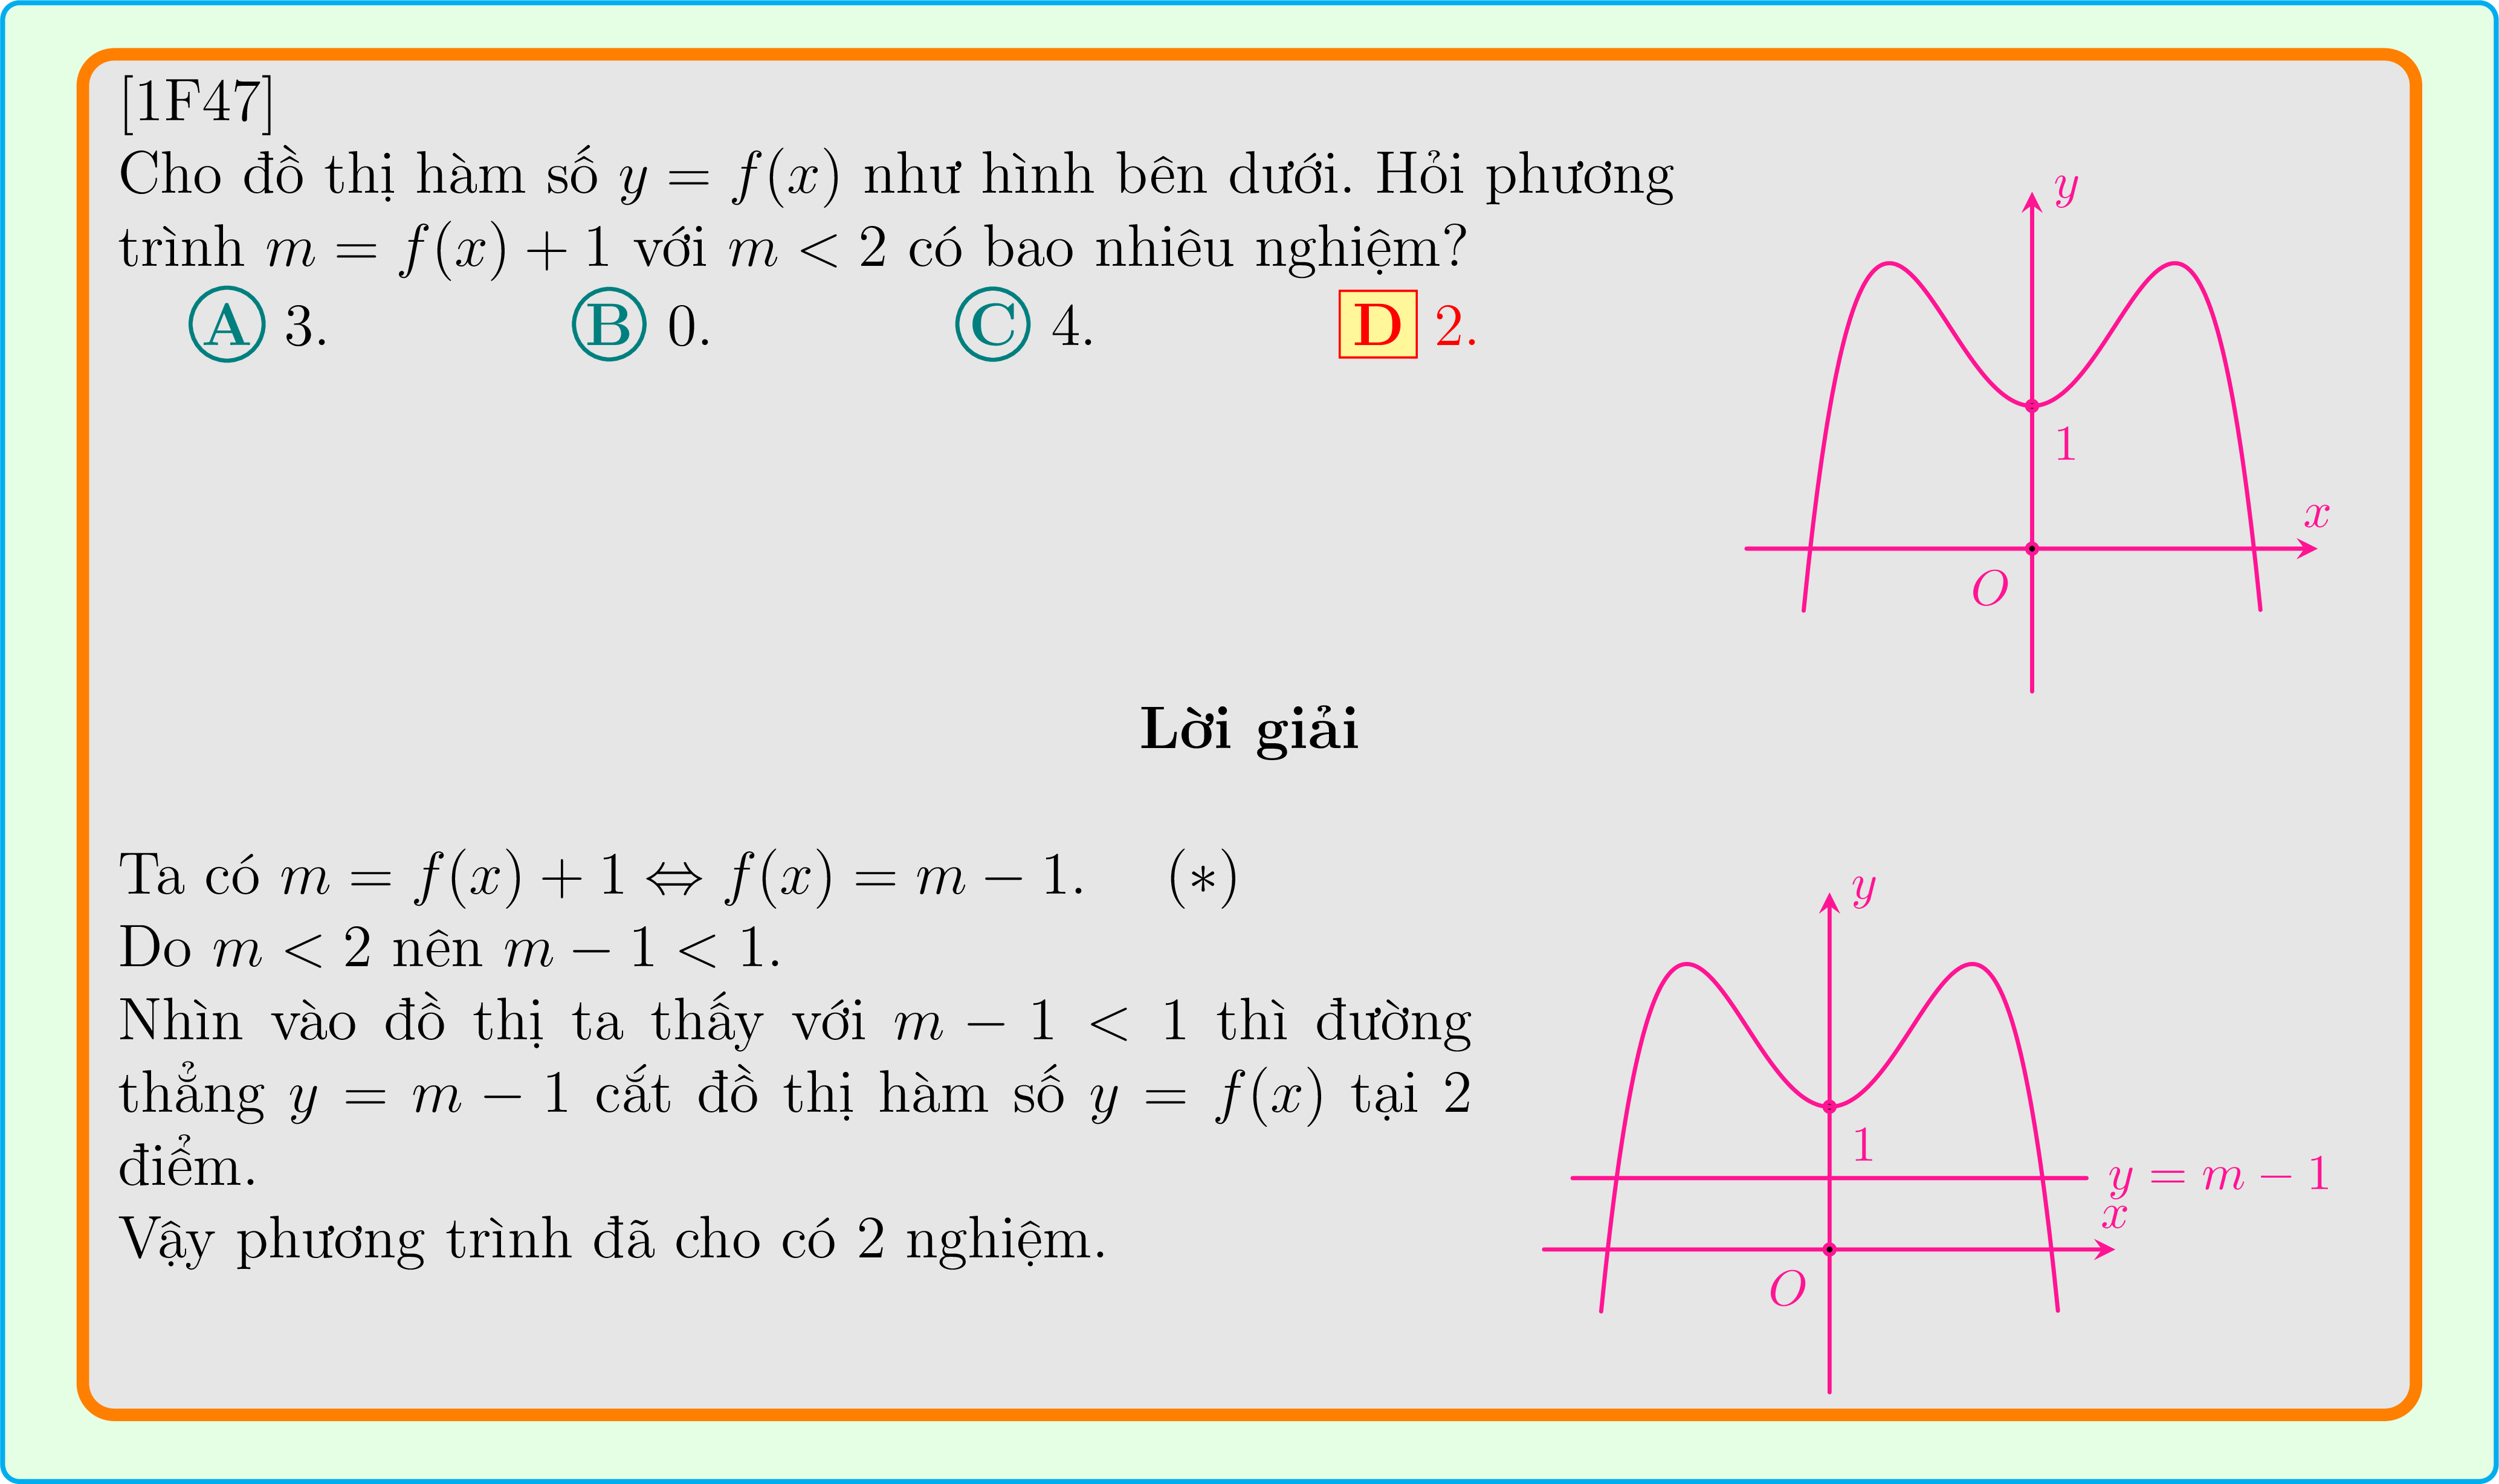 [1F47]
Cho đồ thị hàm số y = f(x) như hình bên dưới. Hỏi phương
trình m = f(x) + 1 với m < 2 có bao nhiêu nghiệm?
A 3. B 0. C 4. D 2.
y
1
x
O
Lời giải
Ta có m = f(x) + 1 ⇔ f(x) = m − 1. (∗)
Do m < 2 nên m − 1 < 1.
Nhìn vào đồ thị ta thấy với m − 1 < 1 thì đường
thẳng y = m − 1 cắt đồ thị hàm số y = f(x) tại 2
điểm.
Vậy phương trình đã cho có 2 nghiệm.
y
1
y = m − 1
x
O